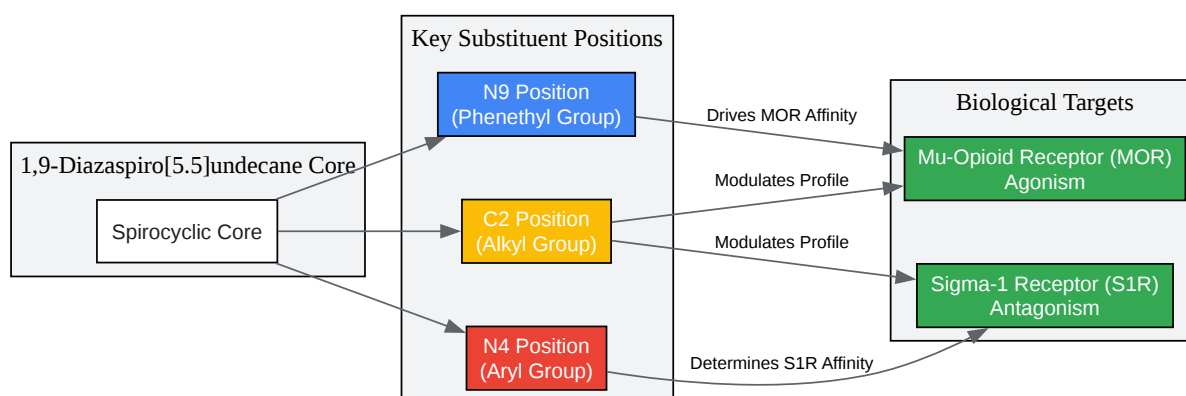 1,9-Diazaspiro[5.5]undecane Core
Spirocyclic Core
Key Substituent Positions
N9 Position
(Phenethyl Group)
C2 Position
(Alkyl Group)
N4 Position
(Aryl Group)
Drives MOR Affinity
Modulates Profile
Modulates Profile
Determines S1R Affinity
Biological Targets
Mu-Opioid Receptor (MOR)
Agonism
Sigma-1 Receptor (S1R)
Antagonism